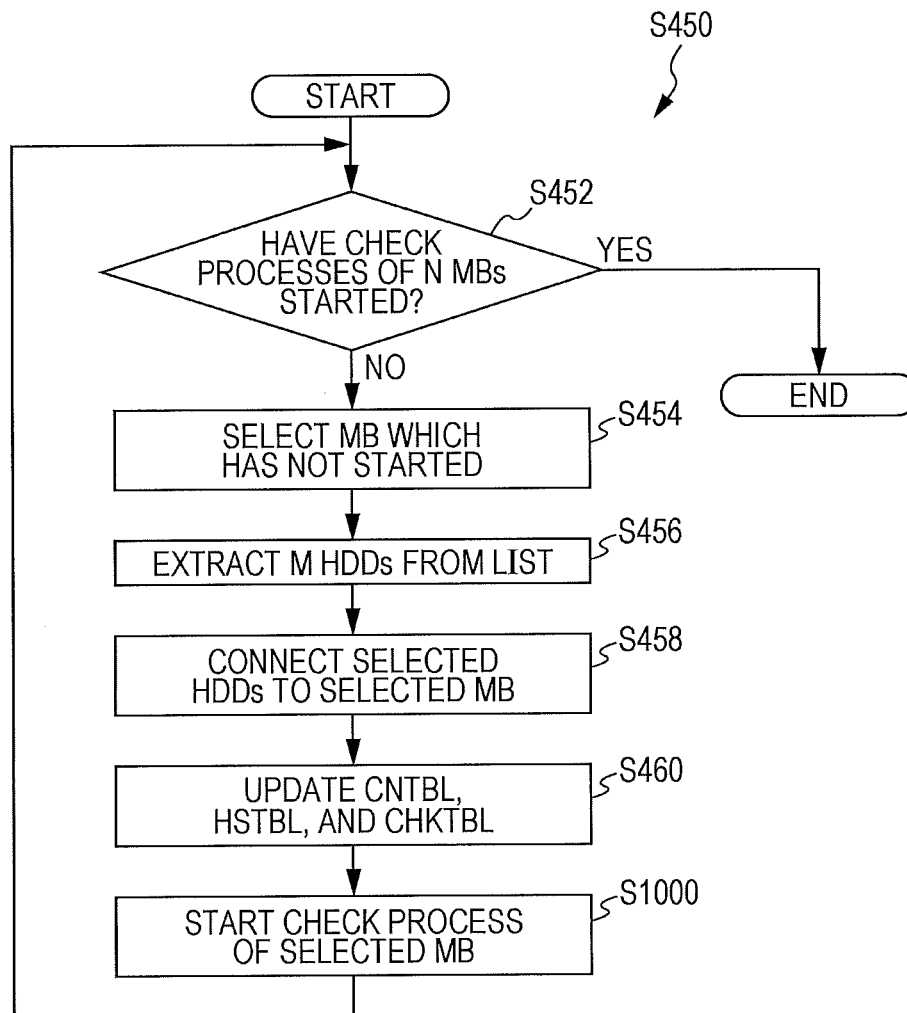 S450
START
S452
HAVE CHECK
PROCESSES OF N MBs
STARTED?
YES
NO
END
S454
SELECT MB WHICH
HAS NOT STARTED
S456
EXTRACT M HDDs FROM LIST
S458
CONNECT SELECTED
HDDs TO SELECTED MB
S460
UPDATE CNTBL,
HSTBL, AND CHKTBL
S1000
START CHECK PROCESS
OF SELECTED MB